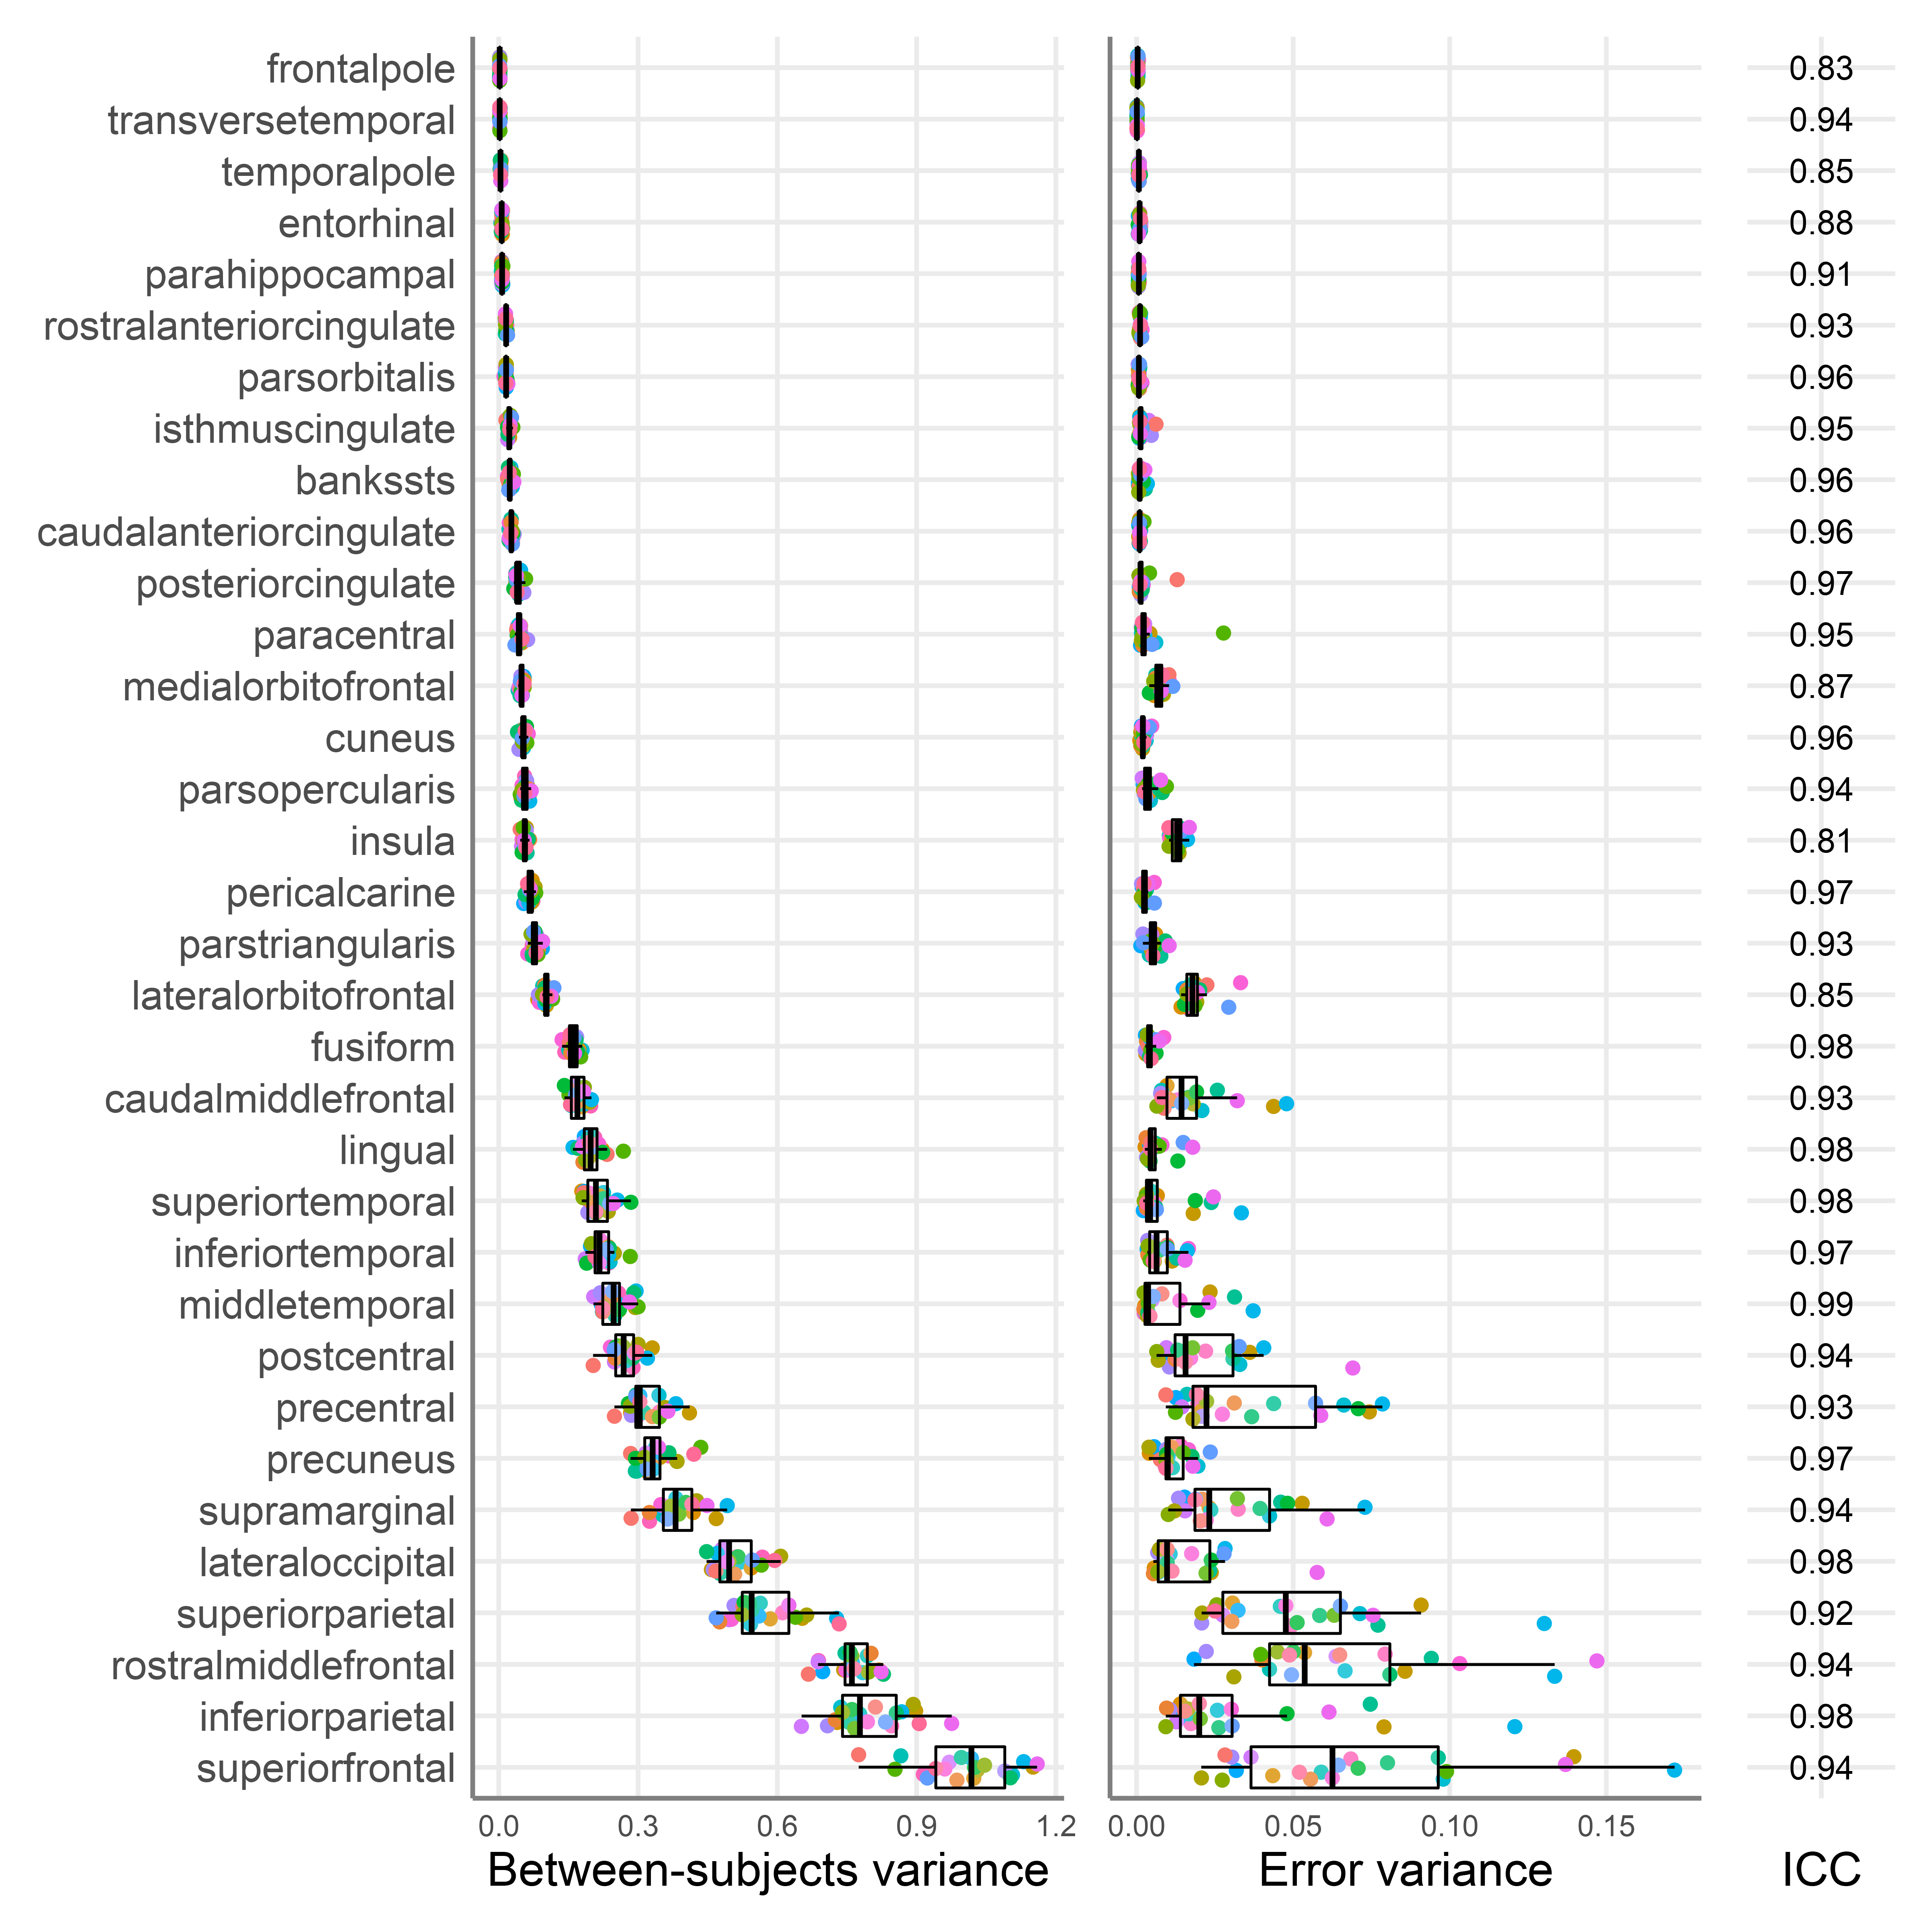 frontalpole 0.83
transversetemporal 0.94
temporalpole 0.85
entorhinal 0.88
parahippocampal 0.91
rostralanteriorcingulate 0.93
parsorbitalis 0.96
isthmuscingulate 0.95
bankssts 0.96
caudalanteriorcingulate 0.96
posteriorcingulate 0.97
paracentral 0.95
medialorbitofrontal 0.87
cuneus 0.96
parsopercularis 0.94
insula 0.81
pericalcarine 0.97
parstriangularis 0.93
lateralorbitofrontal 0.85
fusiform 0.98
caudalmiddlefrontal 0.93
lingual 0.98
superiortemporal 0.98
inferiortemporal 0.97
middletemporal 0.99
postcentral 0.94
precentral 0.93
precuneus 0.97
supramarginal 0.94
lateraloccipital 0.98
superiorparietal 0.92
rostralmiddlefrontal 0.94
inferiorparietal 0.98
superiorfrontal 0.94
0.0 0.3 0.6 0.9 1.2 0.00 0.05 0.10 0.15
Between-subjects variance Error variance ICC